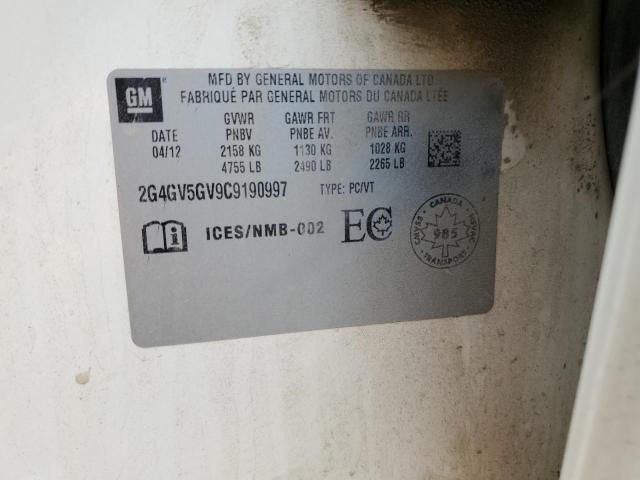 GM
MFD BY GENERAL MOTORS OF CANADA LTD
FABRIQUÉ PAR GENERAL MOTORS DU CANADA LTÉE
GVWR GAWR FRT GAWR RR
DATE PNBV PNBE AV. PNBE ARR.
04/12 2158 KG 1130 KG 1028 KG
4755 LB 2490 LB 2265 LB
2G4GV5GV9C9190997 TYPE: PC/VT
ICES/NMB-002 EC
CANADA
CMVSS NSVAC
985
TRANSPORT